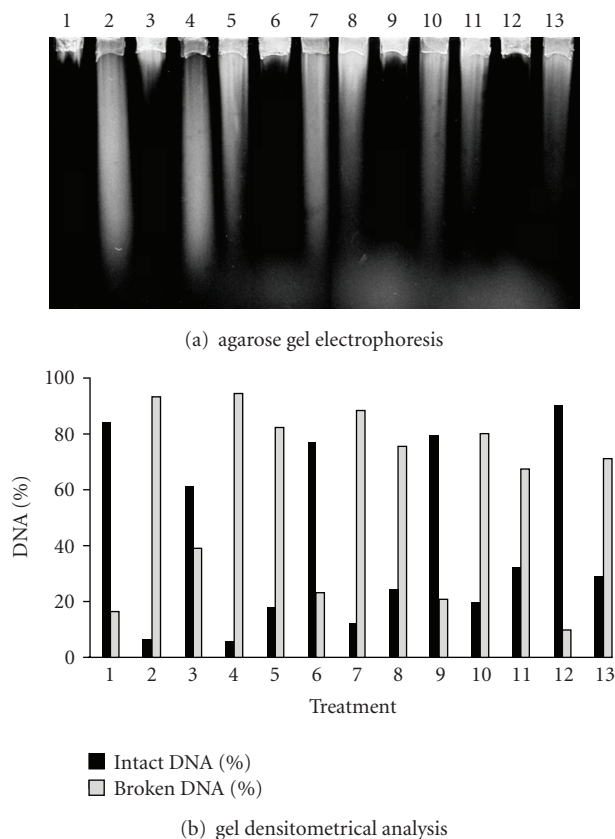 1 2 3 4 5 6 7 8 9 10 11 12 13
(a) agarose gel electrophoresis
100
80
60
40
20
0
DNA (%)
1 2 3 4 5 6 7 8 9 10 11 12 13
Treatment
Intact DNA (%)
Broken DNA (%)
(b) gel densitometrical analysis